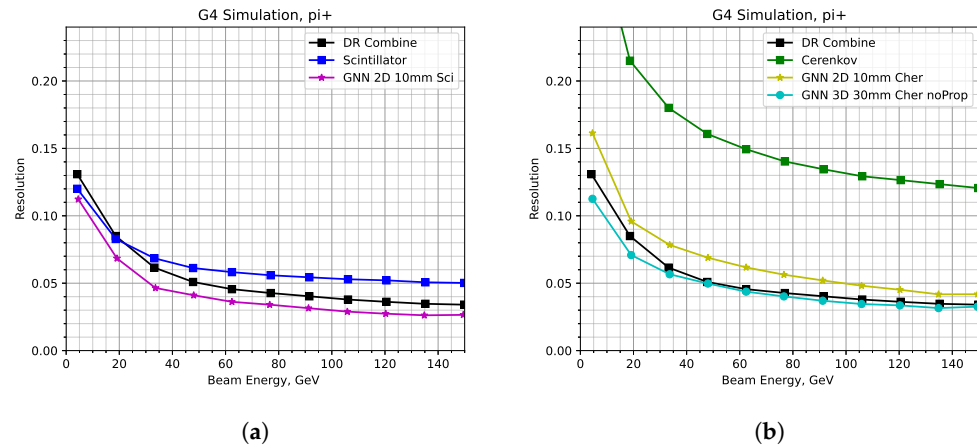 G4 Simulation, pi+
DR Combine
Scintillator
GNN 2D 10mm Sci
Resolution
0.20
0.15
0.10
0.05
0.00
0 20 40 60 80 100 120 140
Beam Energy, GeV
(a)
G4 Simulation, pi+
DR Combine
Cerenkov
GNN 2D 10mm Cher
GNN 3D 30mm Cher noProp
Resolution
0.20
0.15
0.10
0.05
0.00
0 20 40 60 80 100 120 140
Beam Energy, GeV
(b)